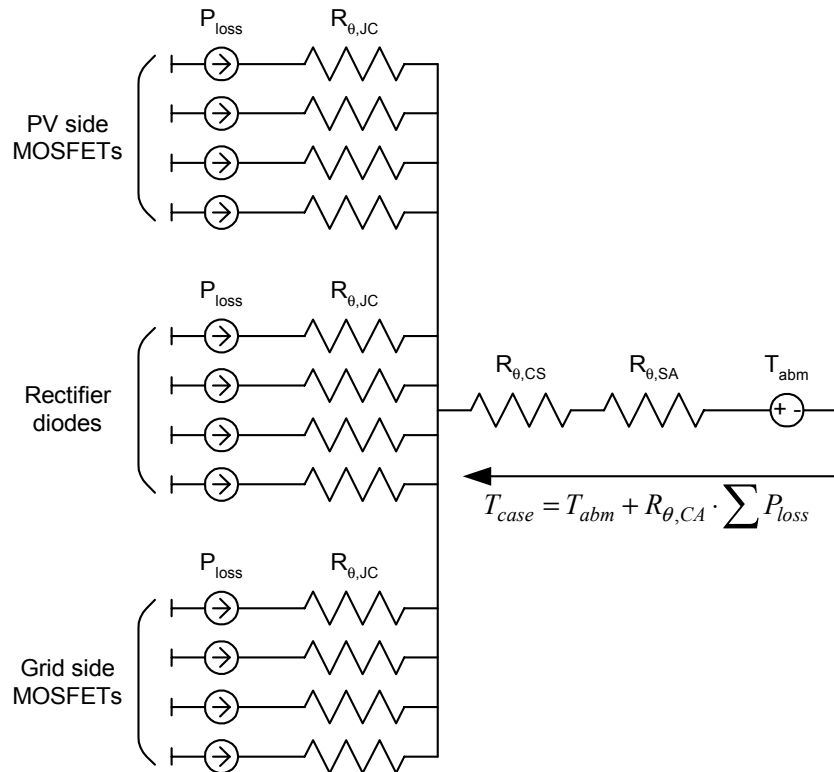 P_loss R_θ,JC
PV side
MOSFETs
P_loss R_θ,JC
Rectifier
diodes
R_θ,CS R_θ,SA T_abm
+ -
T_case = T_abm + R_θ,CA · ∑ P_loss
P_loss R_θ,JC
Grid side
MOSFETs